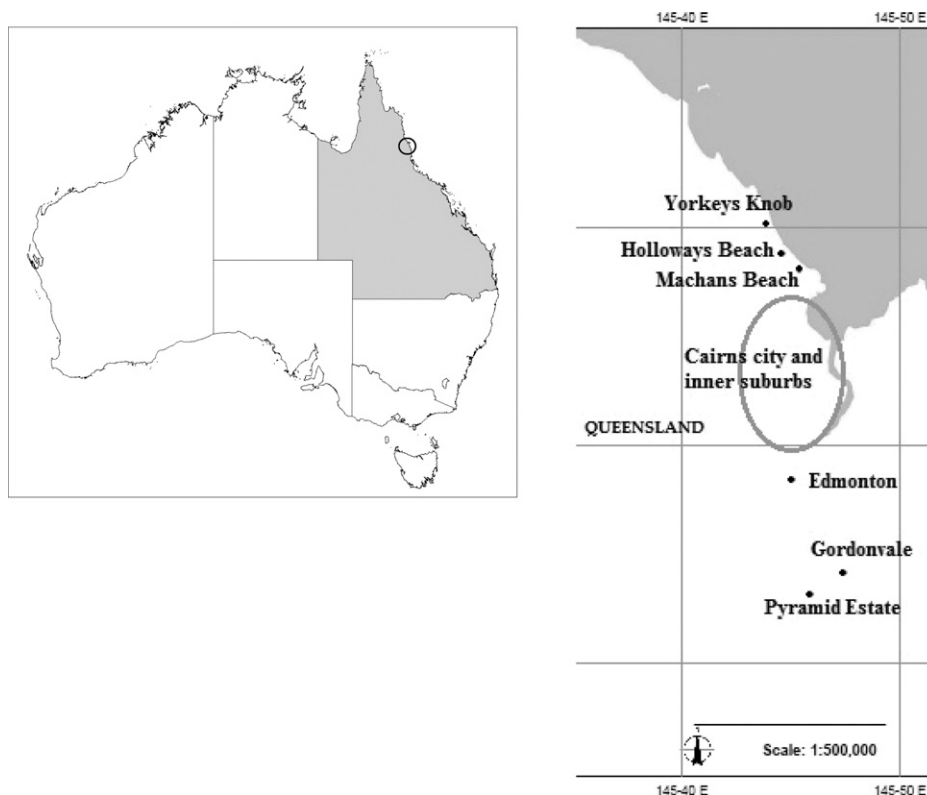 145-40 E
145-50 E
Yorkeys Knob
Holloways Beach
Machans Beach
Cairns city and
inner suburbs
QUEENSLAND
Edmonton
Gordonvale
Pyramid Estate
Scale: 1:500,000
145-40 E
145-50 E